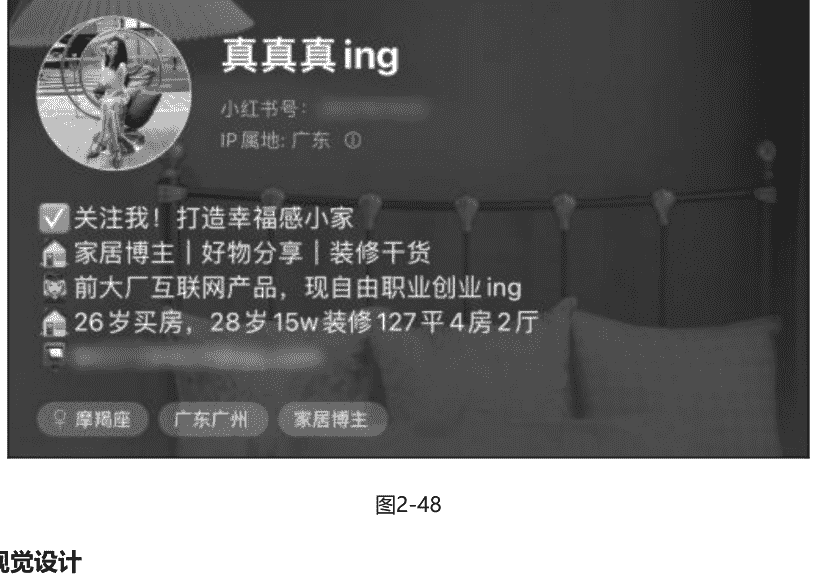 真真真ing
小红书号：
IP属地: 广东
关注我！打造幸福感小家
家居博主｜好物分享｜装修干货
前大厂互联网产品，现自由职业创业ing
26岁买房，28岁15w装修127平4房2厅
♀ 摩羯座 广东广州 家居博主
图2-48
视觉设计